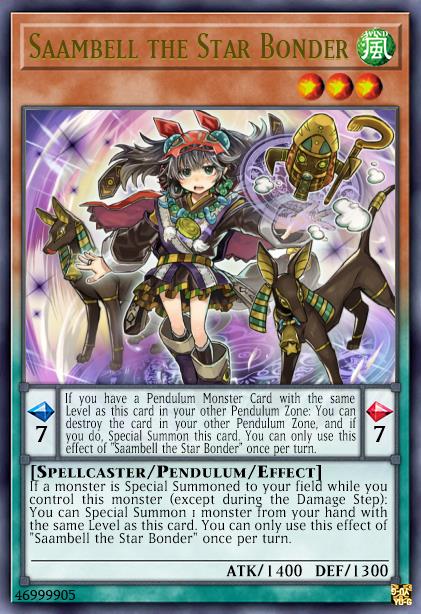 Saambell the Star Bonder
WIND
風
If you have a Pendulum Monster Card with the same
Level as this card in your other Pendulum Zone: You can
destroy the card in your other Pendulum Zone, and if
you do, Special Summon this card. You can only use this
effect of "Saambell the Star Bonder" once per turn.
7
7
[Spellcaster/Pendulum/Effect]
If a monster is Special Summoned to your field while you
control this monster (except during the Damage Step):
You can Special Summon 1 monster from your hand with
the same Level as this card. You can only use this effect of
"Saambell the Star Bonder" once per turn.
ATK/1400 DEF/1300
46999905